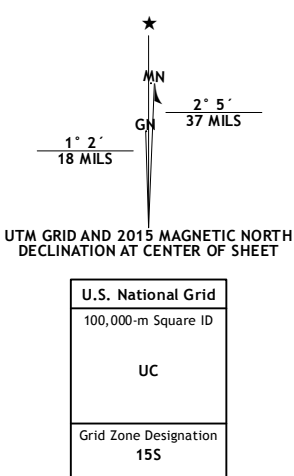 ★
MN
2° 5´
37 MILS
GN
1° 2´
18 MILS
UTM GRID AND 2015 MAGNETIC NORTH
DECLINATION AT CENTER OF SHEET
U.S. National Grid
100,000-m Square ID
UC
Grid Zone Designation
15S